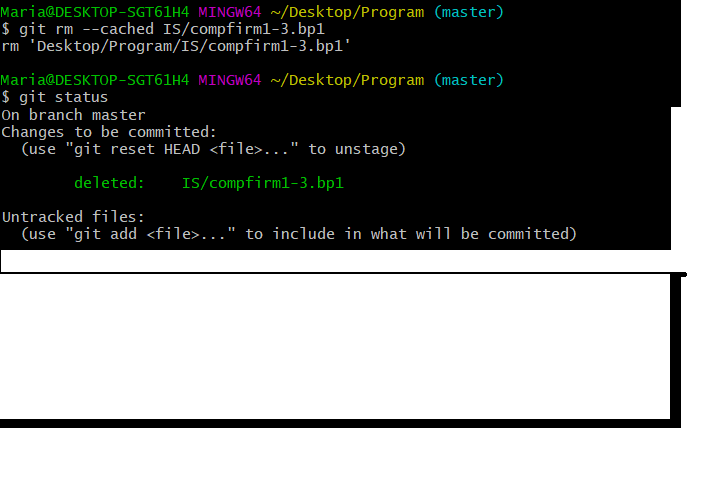 Maria@DESKTOP-SGT61H4 MINGW64 ~/Desktop/Program (master)
$ git rm --cached IS/compfirm1-3.bp1
rm 'Desktop/Program/IS/compfirm1-3.bp1'
Maria@DESKTOP-SGT61H4 MINGW64 ~/Desktop/Program (master)
$ git status
On branch master
Changes to be committed:
(use "git reset HEAD <file>..." to unstage)
deleted: IS/compfirm1-3.bp1
Untracked files:
(use "git add <file>..." to include in what will be committed)